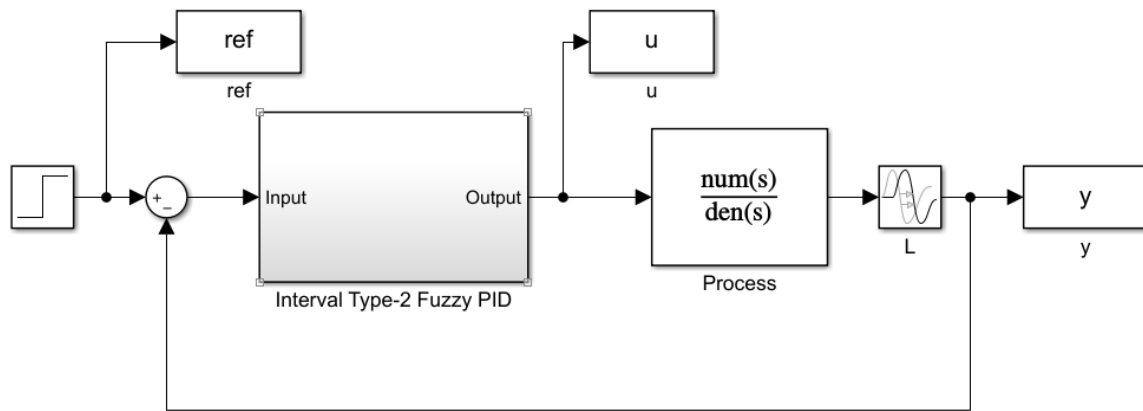 ref
ref
u
u
+
−
Input
Output
Interval Type-2 Fuzzy PID
num(s)
den(s)
Process
L
y
y